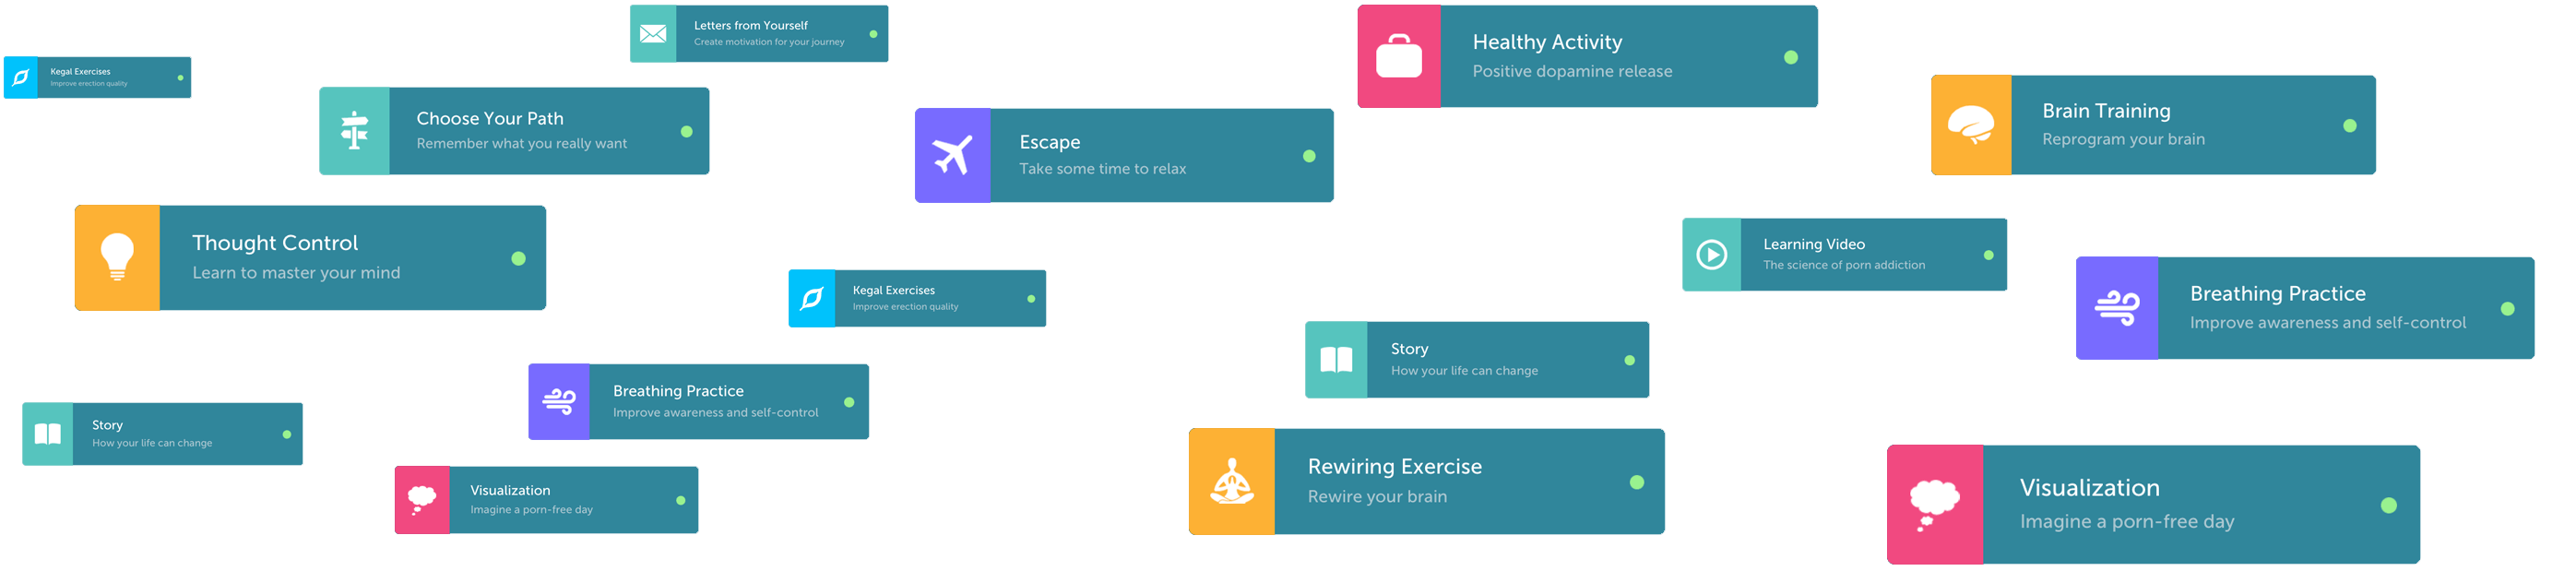 Letters from Yourself
Create motivation for your journey
Healthy Activity
Positive dopamine release
Kegal Exercises
Improve erection quality
Choose Your Path
Remember what you really want
Escape
Take some time to relax
Brain Training
Reprogram your brain
Thought Control
Learn to master your mind
Learning Video
The science of porn addiction
Kegal Exercises
Improve erection quality
Breathing Practice
Improve awareness and self-control
Story
How your life can change
Breathing Practice
Improve awareness and self-control
Story
How your life can change
Rewiring Exercise
Rewire your brain
Visualization
Imagine a porn-free day
Visualization
Imagine a porn-free day